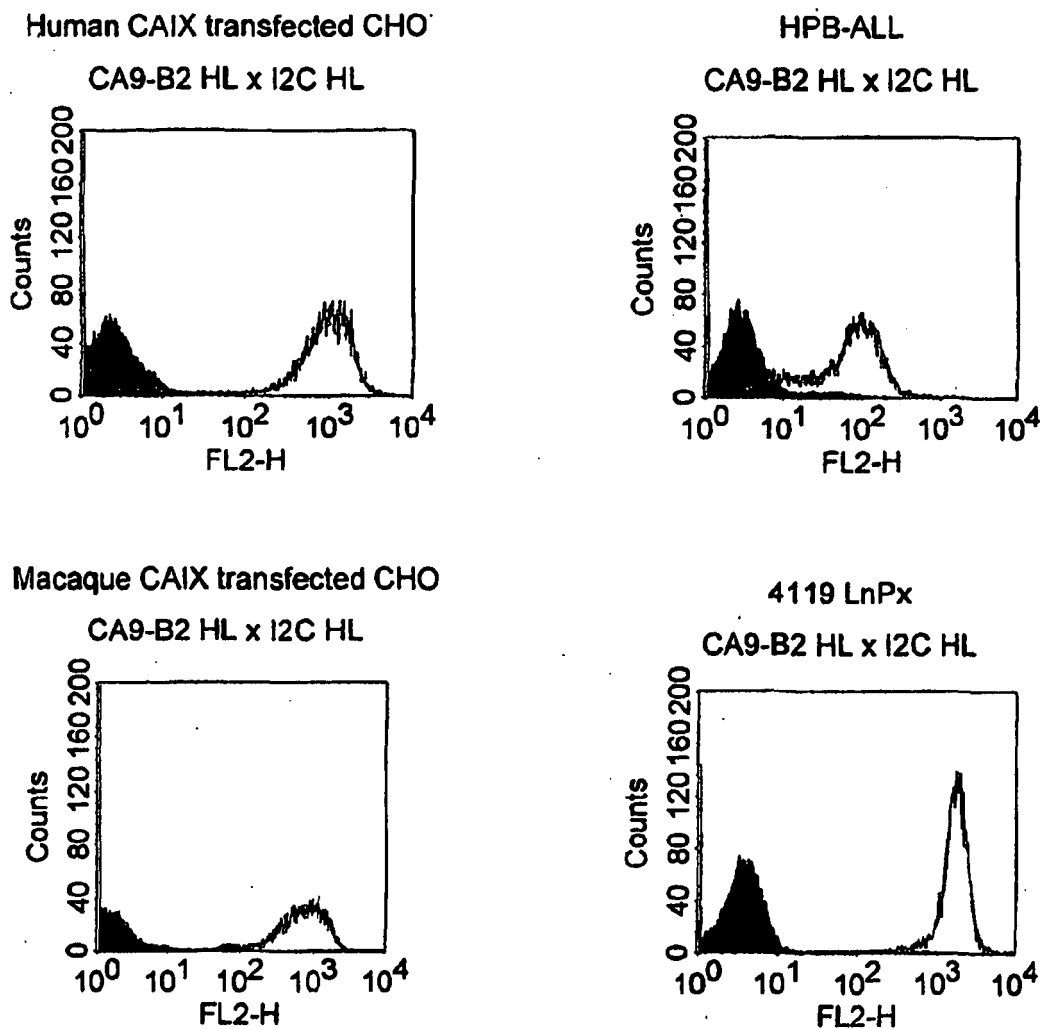 Human CAIX transfected CHO
CA9-B2 HL x I2C HL
Counts
0 40 80 120 160 200
10^0 10^1 10^2 10^3 10^4
FL2-H
HPB-ALL
CA9-B2 HL x I2C HL
Counts
0 40 80 120 160 200
10^0 10^1 10^2 10^3 10^4
FL2-H
Macaque CAIX transfected CHO
CA9-B2 HL x I2C HL
Counts
0 40 80 120 160 200
10^0 10^1 10^2 10^3 10^4
FL2-H
4119 LnPx
CA9-B2 HL x I2C HL
Counts
0 40 80 120 160 200
10^0 10^1 10^2 10^3 10^4
FL2-H